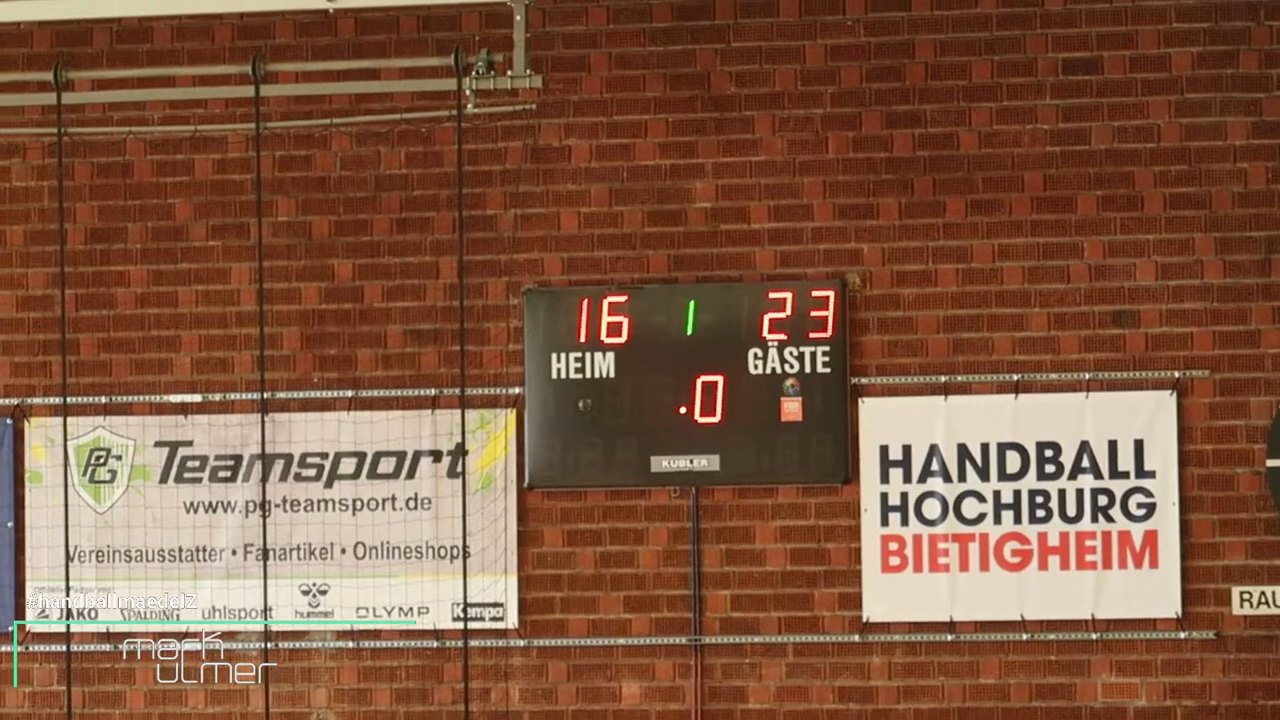 16 1 23
HEIM GÄSTE
.0
KÜBLER
PG Teamsport
www.pg-teamsport.de
Vereinsausstatter • Fanartikel • Onlineshops
JAKO SPALDING uhlsport hummel OLYMP Kempa
HANDBALL
HOCHBURG
BIETIGHEIM
RAU
#handballmaedelZ
mark
ulmer